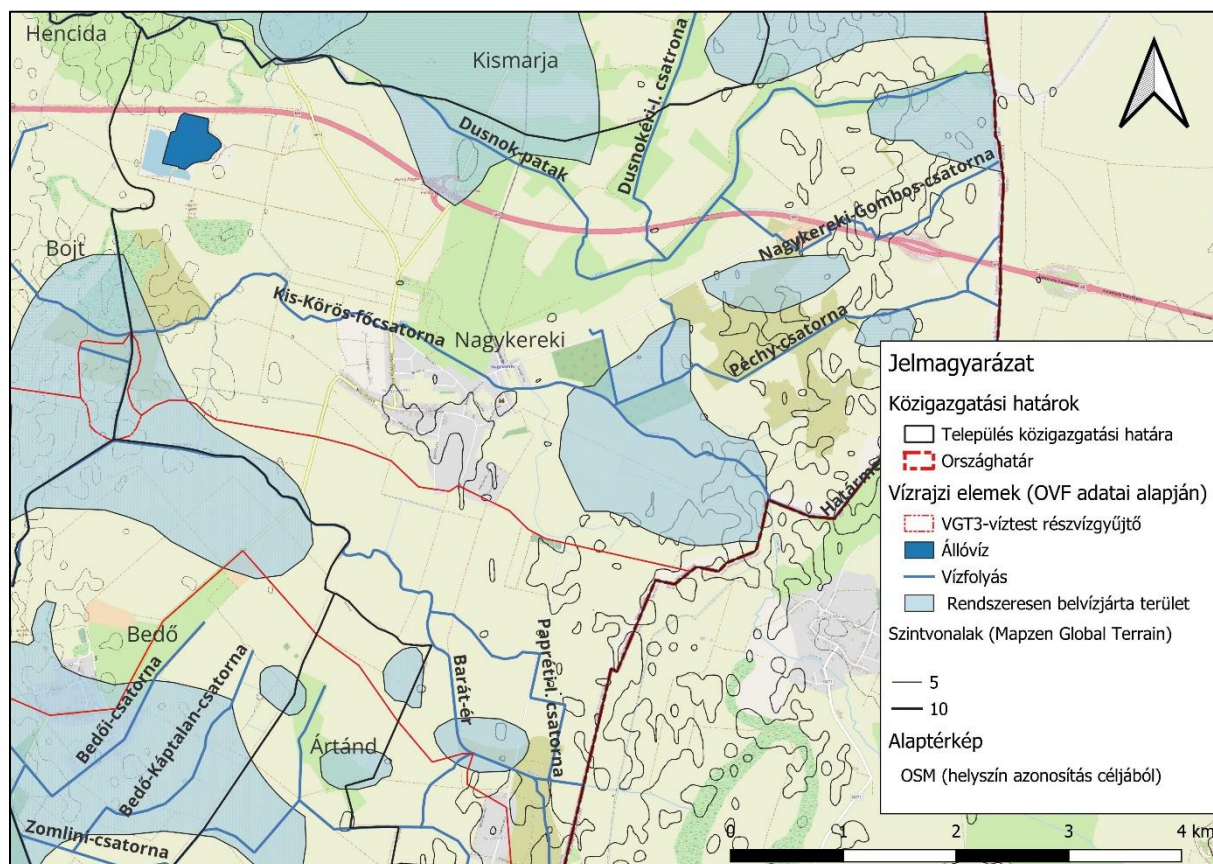 Hencida
Kismarja
Dusnok-patak
Dusnokéri-I. csatrona
Nagykereki-Gombos-csatorna
Bojt
Kis-Körös-főcsatorna
Nagykereki
Péchy-csatorna
Bedő
Bedői-csatorna
Bedő-Káptalan-csatorna
Ártánd
Barát-ér
Papréti-I. csatorna
Zomlini-csatorna
Jelmagyarázat
Közigazgatási határok
Település közigazgatási határa
Országhatár
Vízrajzi elemek (OVF adatai alapján)
VGT3-víztest részvízgyűjtő
Állóvíz
Vízfolyás
Rendszeresen belvízjárta terület
Szintvonalak (Mapzen Global Terrain)
5
10
Alaptérkép
OSM (helyszín azonosítás céljából)
0 1 2 3 4 km